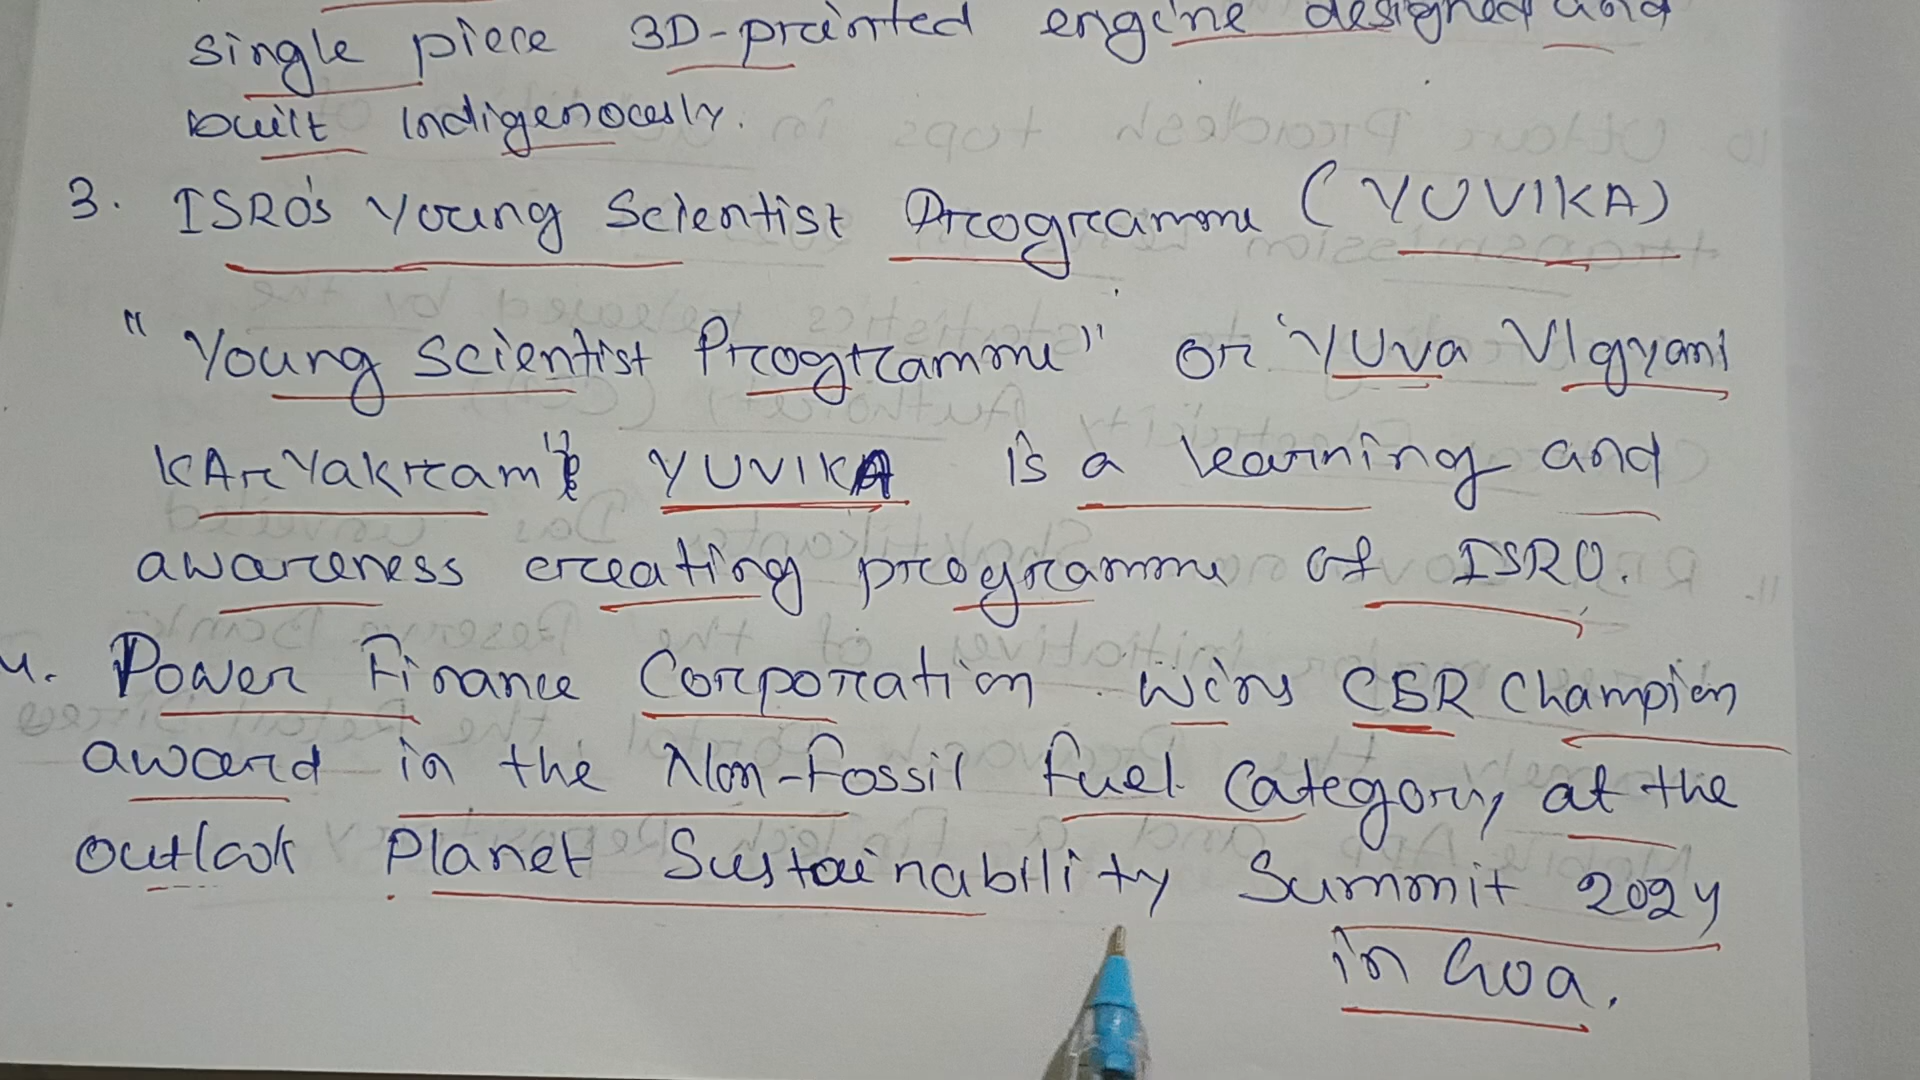 single piece 3D-printed engine designed and
built Indigenously.
3. ISRO's Young Scientist Programme (YUVIKA)
"Young Scientist Programme" or 'YUva VIgyani
KAryakram" YUVIKA is a learning and
awareness creating programme of ISRO.
4. Power Finance Corporation wins CSR Champion
award in the Non-Fossil Fuel Category, at the
outlook Planet Sustainability Summit 2024
in Goa.